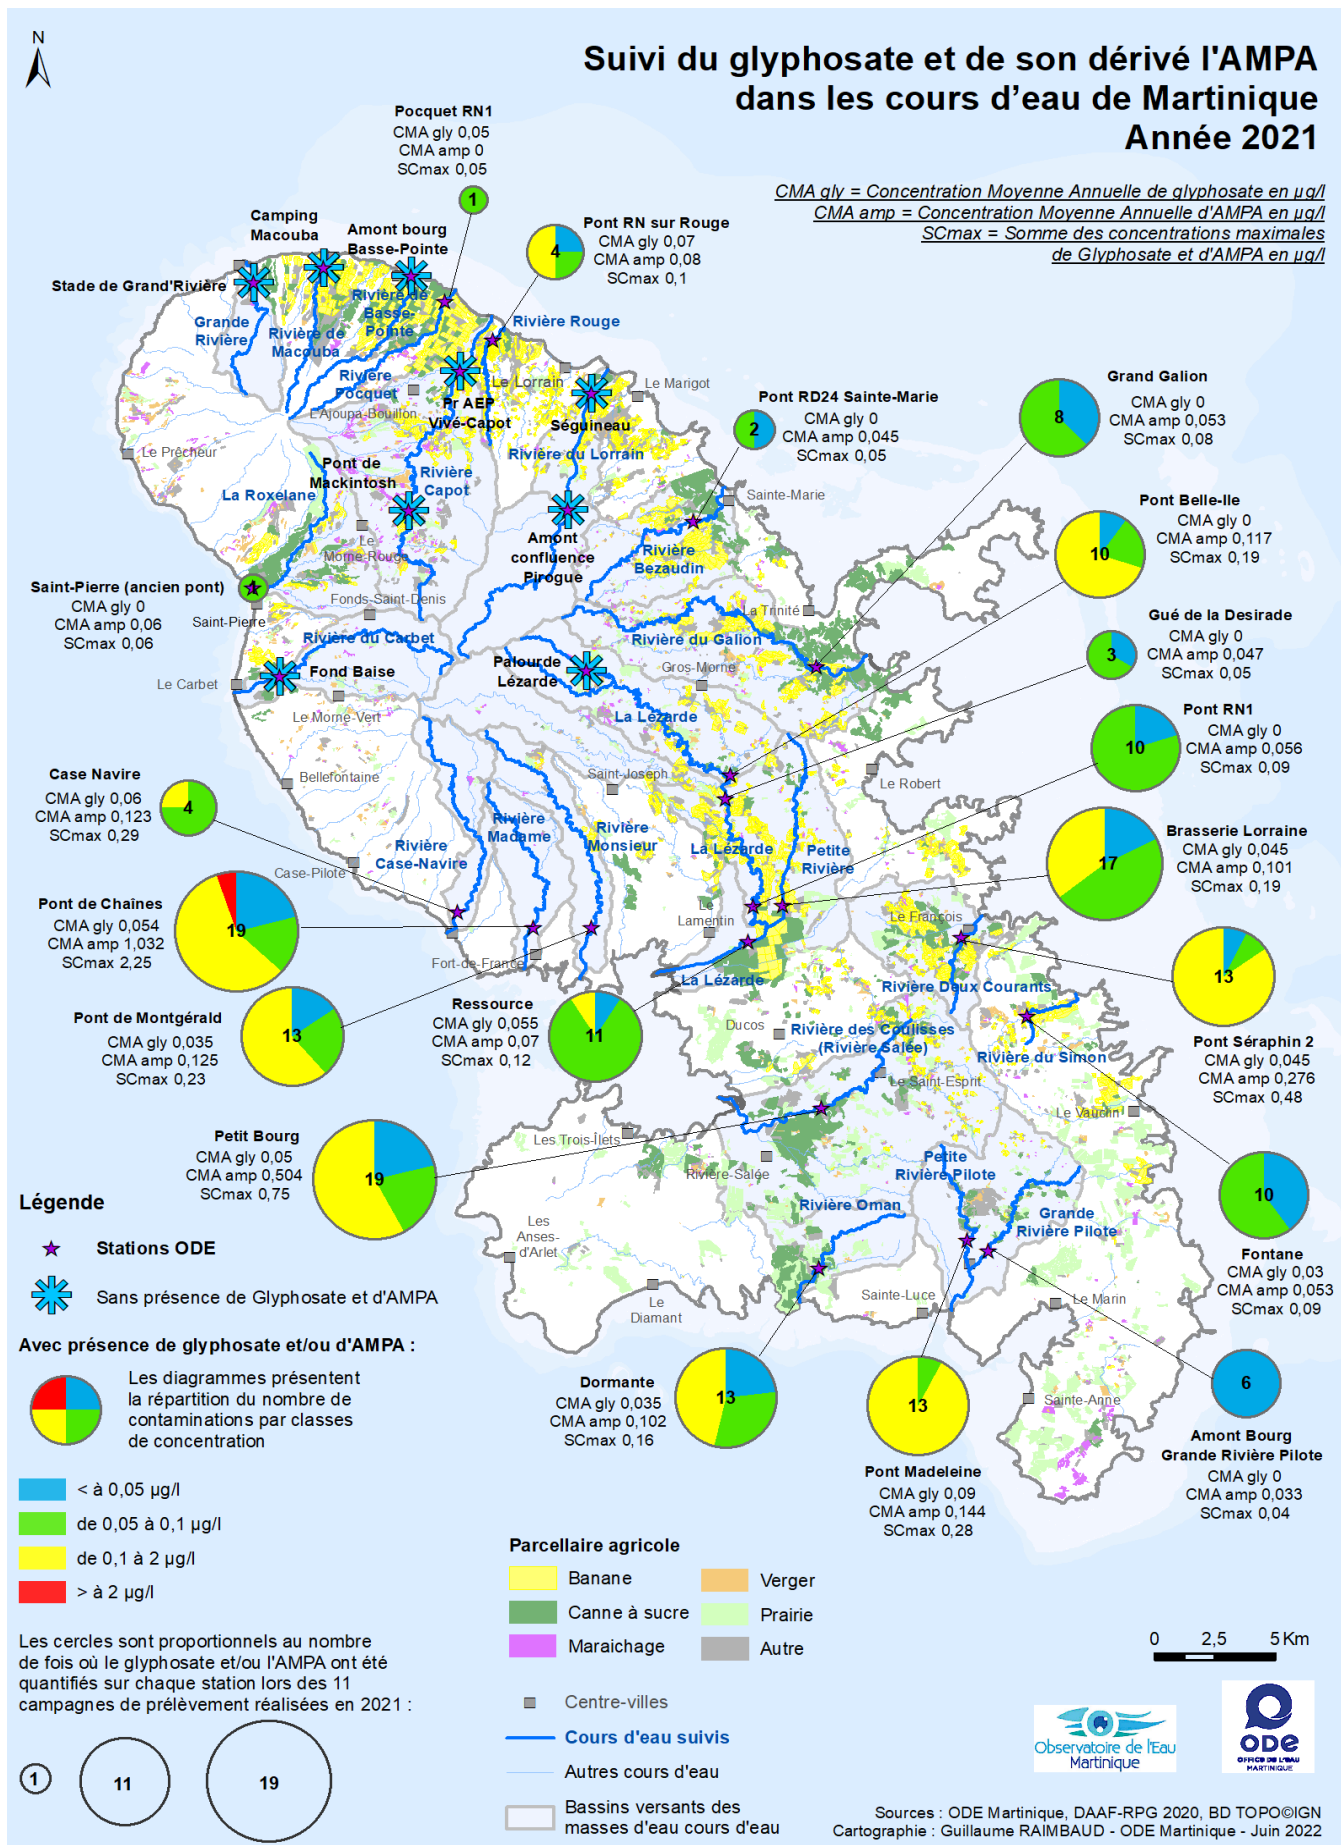 N
Suivi du glyphosate et de son dérivé l'AMPA
dans les cours d'eau de Martinique
Année 2021
CMA gly = Concentration Moyenne Annuelle de glyphosate en µg/l
CMA amp = Concentration Moyenne Annuelle d'AMPA en µg/l
SCmax = Somme des concentrations maximales
de Glyphosate et d'AMPA en µg/l
Pocquet RN1
CMA gly 0,05
CMA amp 0
SCmax 0,05
1
Camping
Macouba
Amont bourg
Basse-Pointe
Pont RN sur Rouge
CMA gly 0,07
CMA amp 0,08
SCmax 0,1
4
Stade de Grand'Rivière
Grande
Rivière
Rivière de
Macouba
Rivière de
Basse-
Pointe
Rivière
Pocquet
Rivière Rouge
Le Lorrain
Le Marigot
L'Ajoupa-Bouillon
Pr AEP
Vivé-Capot
Séguineau
Rivière du Lorrain
Le Prêcheur
Pont de
Mackintosh
Rivière
Capot
La Roxelane
Le
Morne-Rouge
Amont
confluence
Pirogue
Pont RD24 Sainte-Marie
CMA gly 0
CMA amp 0,045
SCmax 0,05
2
Sainte-Marie
Rivière
Bezaudin
Grand Galion
CMA gly 0
CMA amp 0,053
SCmax 0,08
8
Pont Belle-Ile
CMA gly 0
CMA amp 0,117
SCmax 0,19
10
Gué de la Desirade
CMA gly 0
CMA amp 0,047
SCmax 0,05
3
Pont RN1
CMA gly 0
CMA amp 0,056
SCmax 0,09
10
Saint-Pierre (ancien pont)
CMA gly 0
CMA amp 0,06
SCmax 0,06
Saint-Pierre
Fonds-Saint-Denis
Rivière du Carbet
Fond Baise
Le Carbet
Le Morne-Vert
La Trinité
Rivière du Galion
Gros-Morne
Palourde
Lézarde
La Lézarde
Saint-Joseph
Le Robert
Bellefontaine
Case Navire
CMA gly 0,06
CMA amp 0,123
SCmax 0,29
4
Rivière
Madame
Rivière
Monsieur
Rivière
Case-Navire
Case-Pilote
La Lézarde
Petite
Rivière
Le
Lamentin
Brasserie Lorraine
CMA gly 0,045
CMA amp 0,101
SCmax 0,19
17
Pont de Chaînes
CMA gly 0,054
CMA amp 1,032
SCmax 2,25
19
Fort-de-France
La Lézarde
Le François
Rivière Deux Courants
Pont de Montgérald
CMA gly 0,035
CMA amp 0,125
SCmax 0,23
13
Ressource
CMA gly 0,055
CMA amp 0,07
SCmax 0,12
11
Ducos
Rivière des Coulisses
(Rivière Salée)
Rivière du Simon
Le Saint-Esprit
13
Pont Séraphin 2
CMA gly 0,045
CMA amp 0,276
SCmax 0,48
Le Vauclin
Petit Bourg
CMA gly 0,05
CMA amp 0,504
SCmax 0,75
19
Les Trois-Îlets
Rivière-Salée
Petite
Rivière Pilote
Rivière Oman
Grande
Rivière Pilote
Les
Anses-
d'Arlet
Le
Diamant
Sainte-Luce
Le Marin
Sainte-Anne
10
Fontane
CMA gly 0,03
CMA amp 0,053
SCmax 0,09
Dormante
CMA gly 0,035
CMA amp 0,102
SCmax 0,16
13
13
Pont Madeleine
CMA gly 0,09
CMA amp 0,144
SCmax 0,28
6
Amont Bourg
Grande Rivière Pilote
CMA gly 0
CMA amp 0,033
SCmax 0,04
Légende
Stations ODE
Sans présence de Glyphosate et d'AMPA
Avec présence de glyphosate et/ou d'AMPA :
Les diagrammes présentent
la répartition du nombre de
contaminations par classes
de concentration
< à 0,05 µg/l
de 0,05 à 0,1 µg/l
de 0,1 à 2 µg/l
> à 2 µg/l
Les cercles sont proportionnels au nombre
de fois où le glyphosate et/ou l'AMPA ont été
quantifiés sur chaque station lors des 11
campagnes de prélèvement réalisées en 2021 :
1
11
19
Parcellaire agricole
Banane
Canne à sucre
Maraichage
Verger
Prairie
Autre
Centre-villes
Cours d'eau suivis
Autres cours d'eau
Bassins versants des
masses d'eau cours d'eau
0 2,5 5 Km
Observatoire de l'Eau
Martinique
ODE
OFFICE DE L'EAU
MARTINIQUE
Sources : ODE Martinique, DAAF-RPG 2020, BD TOPO©IGN
Cartographie : Guillaume RAIMBAUD - ODE Martinique - Juin 2022